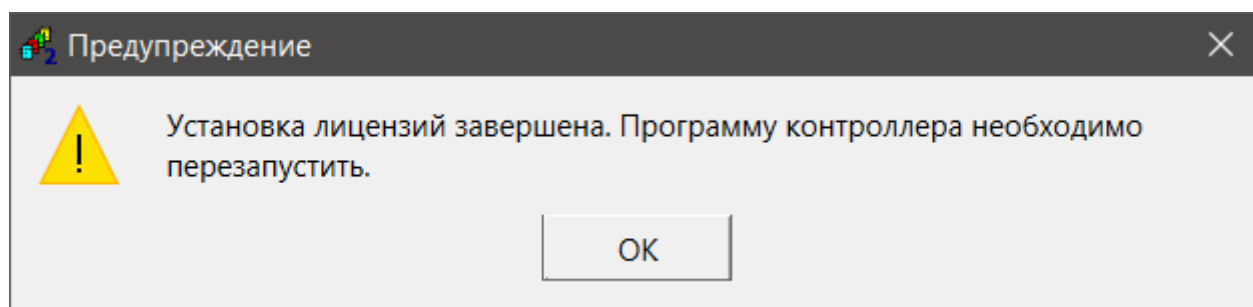 Предупреждение
Установка лицензий завершена. Программу контроллера необходимо
перезапустить.
OK